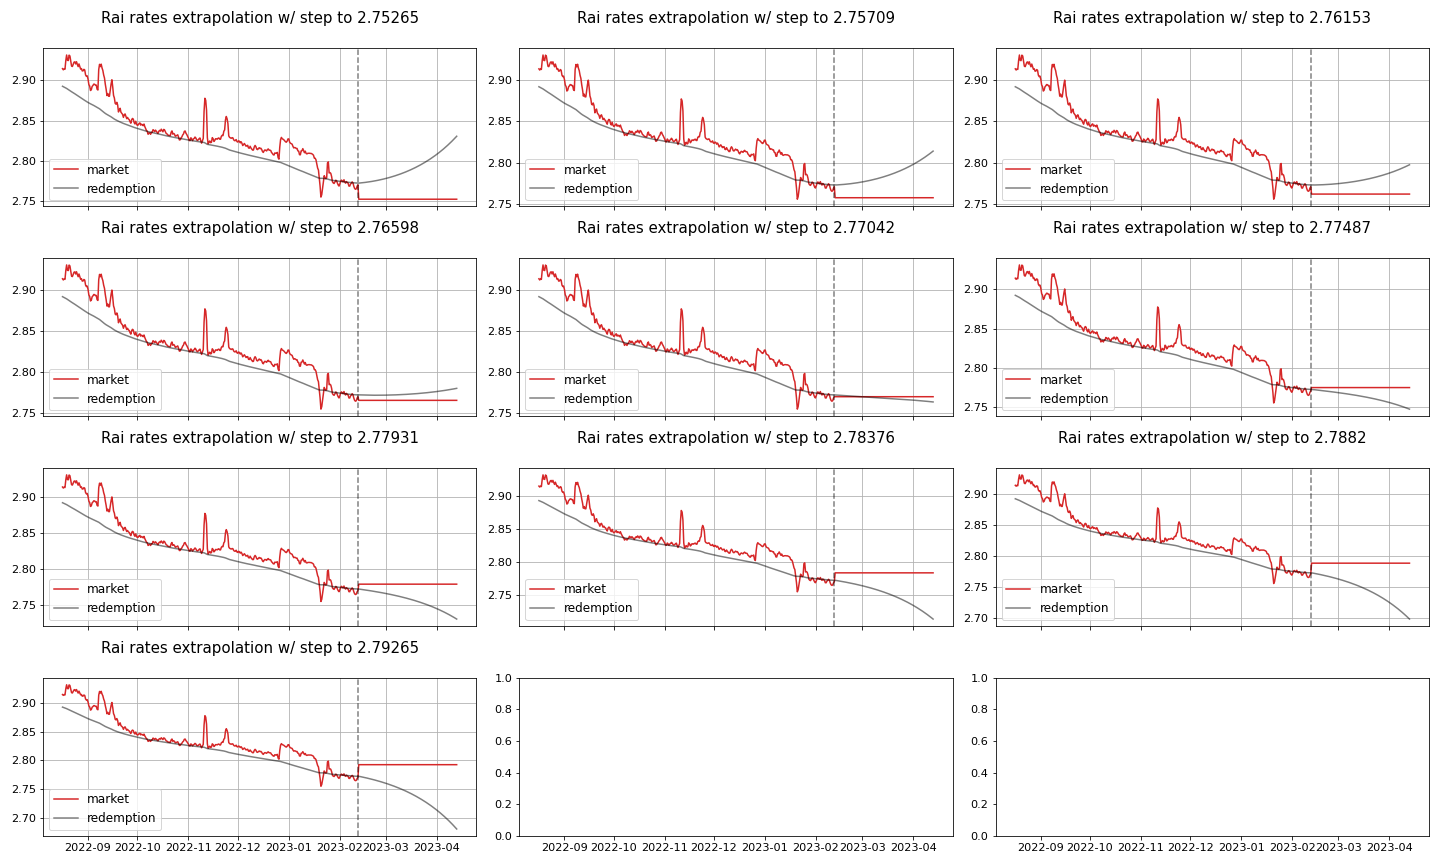 Rai rates extrapolation w/ step to 2.75265
Rai rates extrapolation w/ step to 2.75709
Rai rates extrapolation w/ step to 2.76153
2.90
2.85
2.80
2.75
market
redemption
2.90
2.85
2.80
2.75
market
redemption
2.90
2.85
2.80
2.75
market
redemption
Rai rates extrapolation w/ step to 2.76598
Rai rates extrapolation w/ step to 2.77042
Rai rates extrapolation w/ step to 2.77487
2.90
2.85
2.80
2.75
market
redemption
2.90
2.85
2.80
2.75
market
redemption
2.90
2.85
2.80
2.75
market
redemption
Rai rates extrapolation w/ step to 2.77931
Rai rates extrapolation w/ step to 2.78376
Rai rates extrapolation w/ step to 2.7882
2.90
2.85
2.80
2.75
market
redemption
2.90
2.85
2.80
2.75
market
redemption
2.90
2.85
2.80
2.75
2.70
market
redemption
Rai rates extrapolation w/ step to 2.79265
2.90
2.85
2.80
2.75
2.70
market
redemption
2022-09 2022-10 2022-11 2022-12 2023-01 2023-02 2023-03 2023-04
1.0
0.8
0.6
0.4
0.2
0.0
2022-09 2022-10 2022-11 2022-12 2023-01 2023-02 2023-03 2023-04
1.0
0.8
0.6
0.4
0.2
0.0
2022-09 2022-10 2022-11 2022-12 2023-01 2023-02 2023-03 2023-04